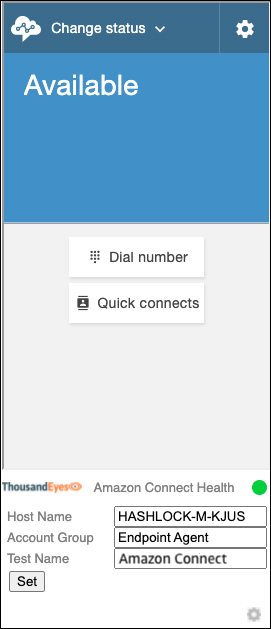 Change status
Available
Dial number
Quick connects
ThousandEyes Amazon Connect Health
Host Name HASHLOCK-M-KJUS
Account Group Endpoint Agent
Test Name Amazon Connect
Set